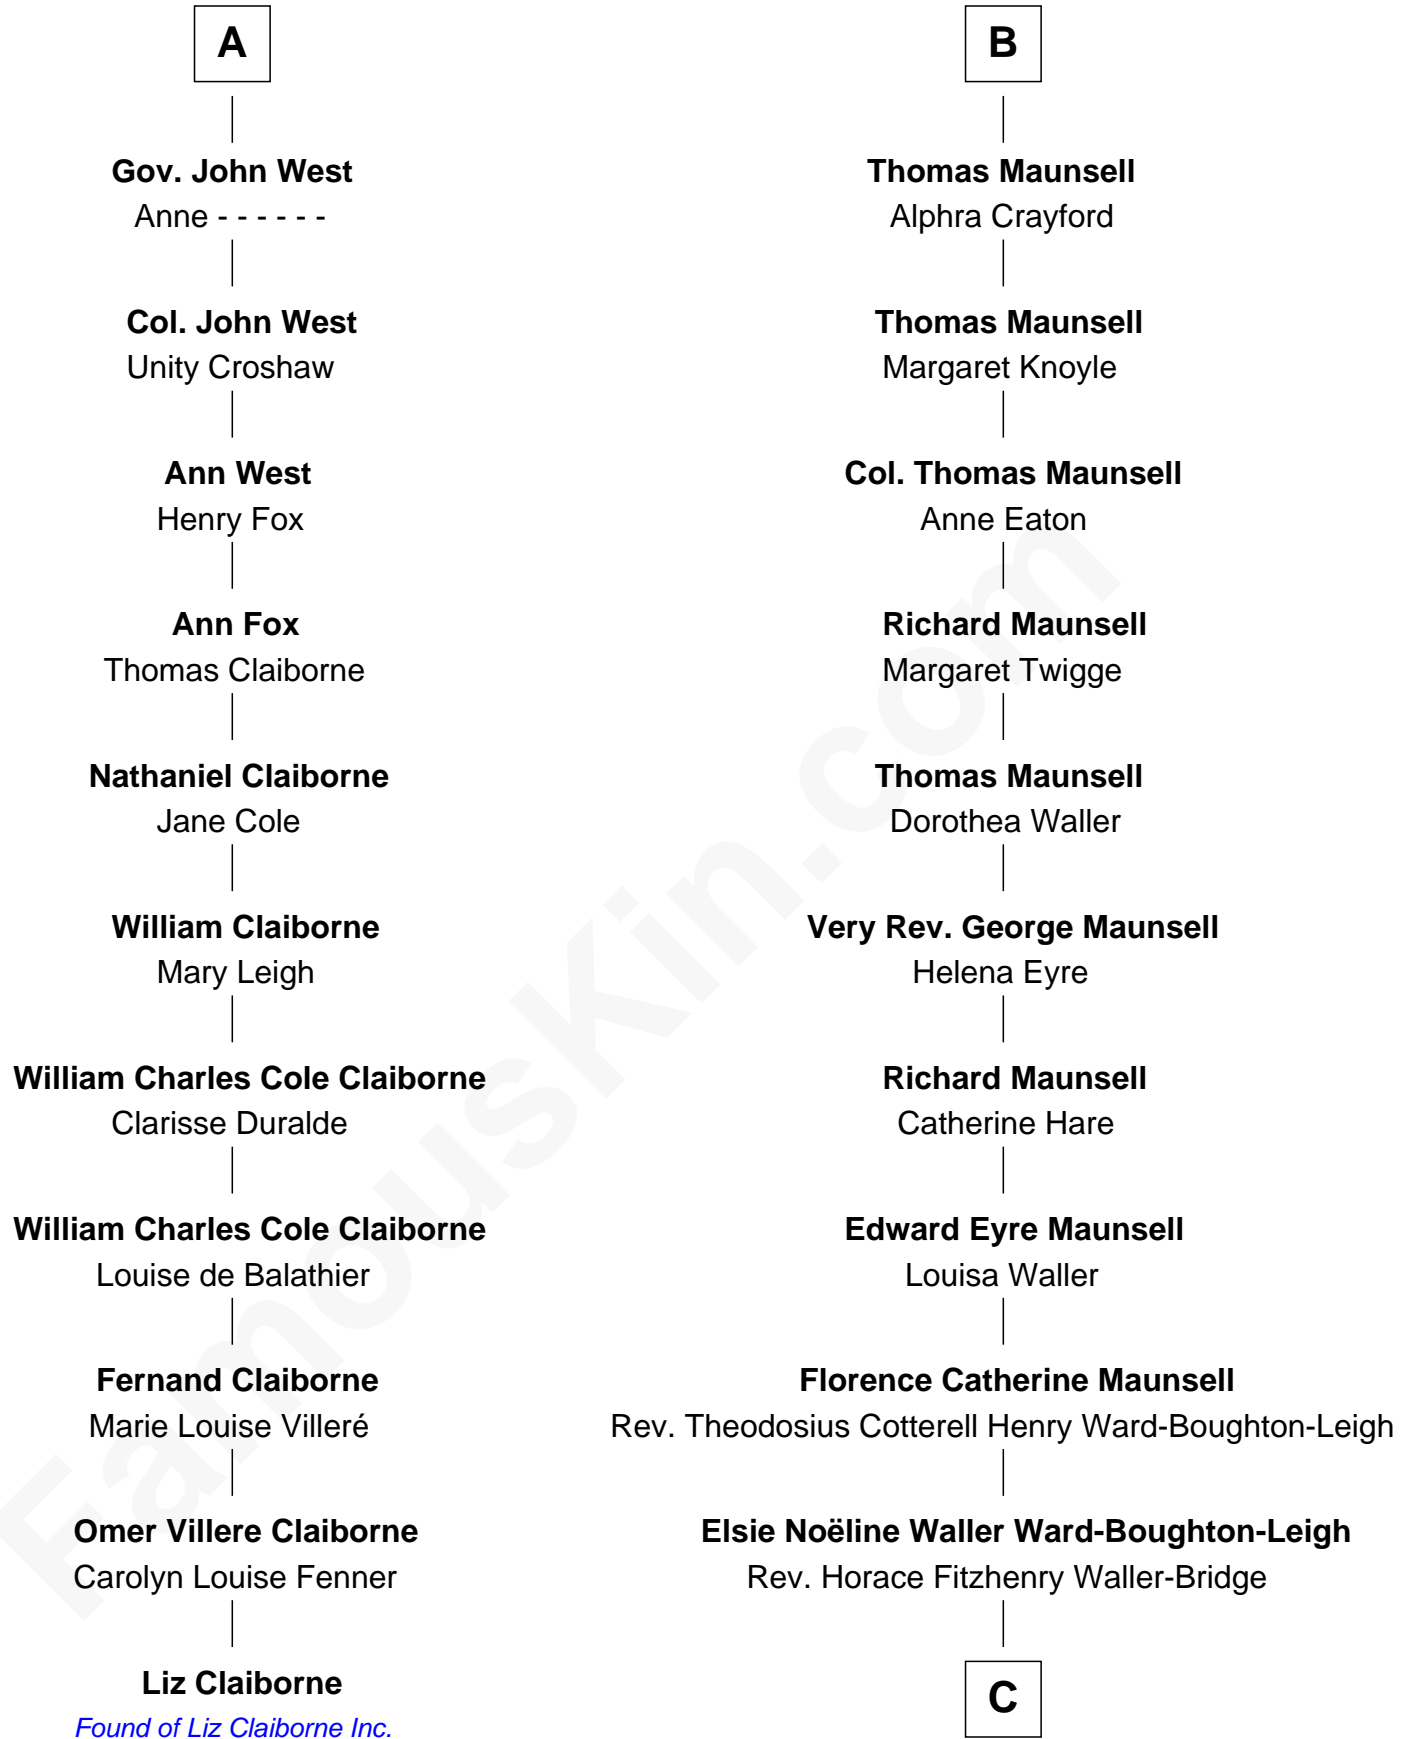 A
Gov. John West
Anne - - - - - -
Col. John West
Unity Croshaw
Ann West
Henry Fox
Ann Fox
Thomas Claiborne
Nathaniel Claiborne
Jane Cole
William Claiborne
Mary Leigh
William Charles Cole Claiborne
Clarisse Duralde
William Charles Cole Claiborne
Louise de Balathier
Fernand Claiborne
Marie Louise Villeré
Omer Villere Claiborne
Carolyn Louise Fenner
Liz Claiborne
Found of Liz Claiborne Inc.
B
Thomas Maunsell
Alphra Crayford
Thomas Maunsell
Margaret Knoyle
Col. Thomas Maunsell
Anne Eaton
Richard Maunsell
Margaret Twigge
Thomas Maunsell
Dorothea Waller
Very Rev. George Maunsell
Helena Eyre
Richard Maunsell
Catherine Hare
Edward Eyre Maunsell
Louisa Waller
Florence Catherine Maunsell
Rev. Theodosius Cotterell Henry Ward-Boughton-Leigh
Elsie Noëline Waller Ward-Boughton-Leigh
Rev. Horace Fitzhenry Waller-Bridge
C
FamousKin.com